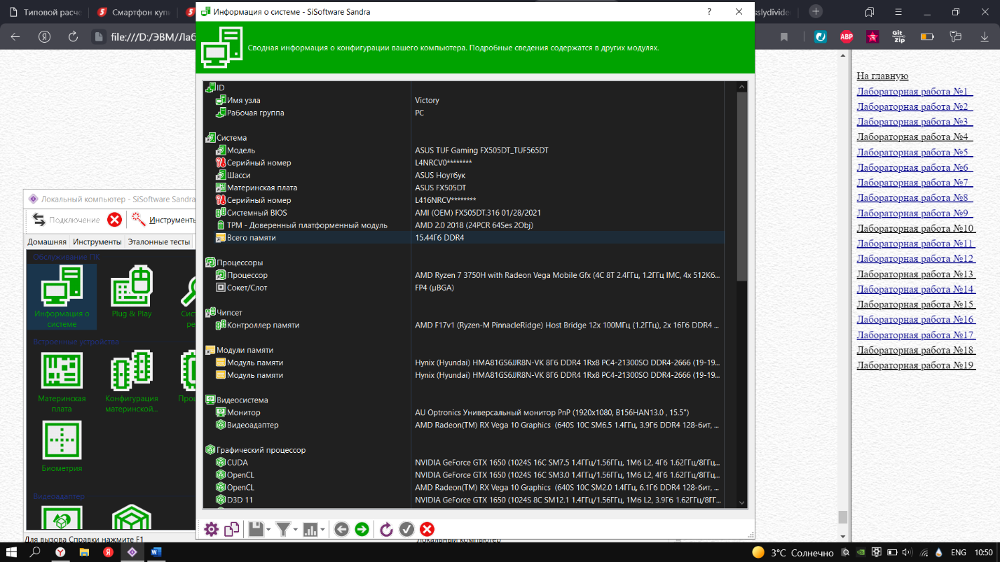 Типовой расче
Смартфон куп
sslydivide
file:///D:/ЭВМ/Лаб
ABP
Git
Zip
Информация о системе - SiSoftware Sandra
?
Сводная информация о конфигурации вашего компьютера. Подробные сведения содержатся в других модулях.
ID
Имя узла Victory
Рабочая группа PC
Система
Модель ASUS TUF Gaming FX505DT_TUF565DT
Серийный номер L4NRCV0********
Шасси ASUS Ноутбук
Материнская плата ASUS FX505DT
Серийный номер L416NRCV********
Системный BIOS AMI (OEM) FX505DT.316 01/28/2021
TPM - Доверенный платформенный модуль AMD 2.0 2018 (24PCR 64Ses 2Obj)
Всего памяти 15.44Гб DDR4
Процессоры
Процессор AMD Ryzen 7 3750H with Radeon Vega Mobile Gfx (4C 8T 2.4ГГц, 1.2ГГц IMC, 4x 512Кб...
Сокет/Слот FP4 (µBGA)
Чипсет
Контроллер памяти AMD F17v1 (Ryzen-M PinnacleRidge) Host Bridge 12x 100МГц (1.2ГГц), 2x 16Гб DDR4 ...
Модули памяти
Модуль памяти Hynix (Hyundai) HMA81GS6JJR8N-VK 8Гб DDR4 1Rx8 PC4-21300SO DDR4-2666 (19-19...
Модуль памяти Hynix (Hyundai) HMA81GS6JJR8N-VK 8Гб DDR4 1Rx8 PC4-21300SO DDR4-2666 (19-19...
Видеосистема
Монитор AU Optronics Универсальный монитор PnP (1920x1080, B156HAN13.0 , 15.5")
Видеоадаптер AMD Radeon(TM) RX Vega 10 Graphics (640S 10C SM6.5 1.4ГГц, 3.9Гб DDR4 128-бит, ...
Графический процессор
CUDA NVIDIA GeForce GTX 1650 (1024S 16C SM7.5 1.4ГГц/1.56ГГц, 1Мб L2, 4Гб 1.62ГГц/8ГГц...
OpenCL NVIDIA GeForce GTX 1650 (1024S 16C SM3.0 1.4ГГц/1.56ГГц, 1Мб L2, 4Гб 1.62ГГц/8ГГц...
OpenCL AMD Radeon(TM) RX Vega 10 Graphics (640S 10C SM2.0 1.4ГГц, 6.1Гб DDR4 128-бит, ...
D3D 11 NVIDIA GeForce GTX 1650 (1024S 8C SM12.1 1.4ГГц/1.56ГГц, 1Мб L2, 3.9Гб 1.62ГГц/8ГГ...
Локальный компьютер - SiSoftware Sandra
Подключение
Инструменты
Домашняя Инструменты Эталонные тесты
Обслуживание ПК
Информация о
системе
Plug & Play
Сис
ре
Встроенные устройства
Материнская
плата
Конфигурация
материнской...
Проц
Биометрия
Видеоадаптер
Для вызова Справки нажмите F1
Локальный компьютер
На главную
Лабораторная работа №1
Лабораторная работа №2
Лабораторная работа №3
Лабораторная работа №4
Лабораторная работа №5
Лабораторная работа №6
Лабораторная работа №7
Лабораторная работа №8
Лабораторная работа №9
Лабораторная работа №10
Лабораторная работа №11
Лабораторная работа №12
Лабораторная работа №13
Лабораторная работа №14
Лабораторная работа №15
Лабораторная работа №16
Лабораторная работа №17
Лабораторная работа №18
Лабораторная работа №19
3°C Солнечно
ENG
10:50